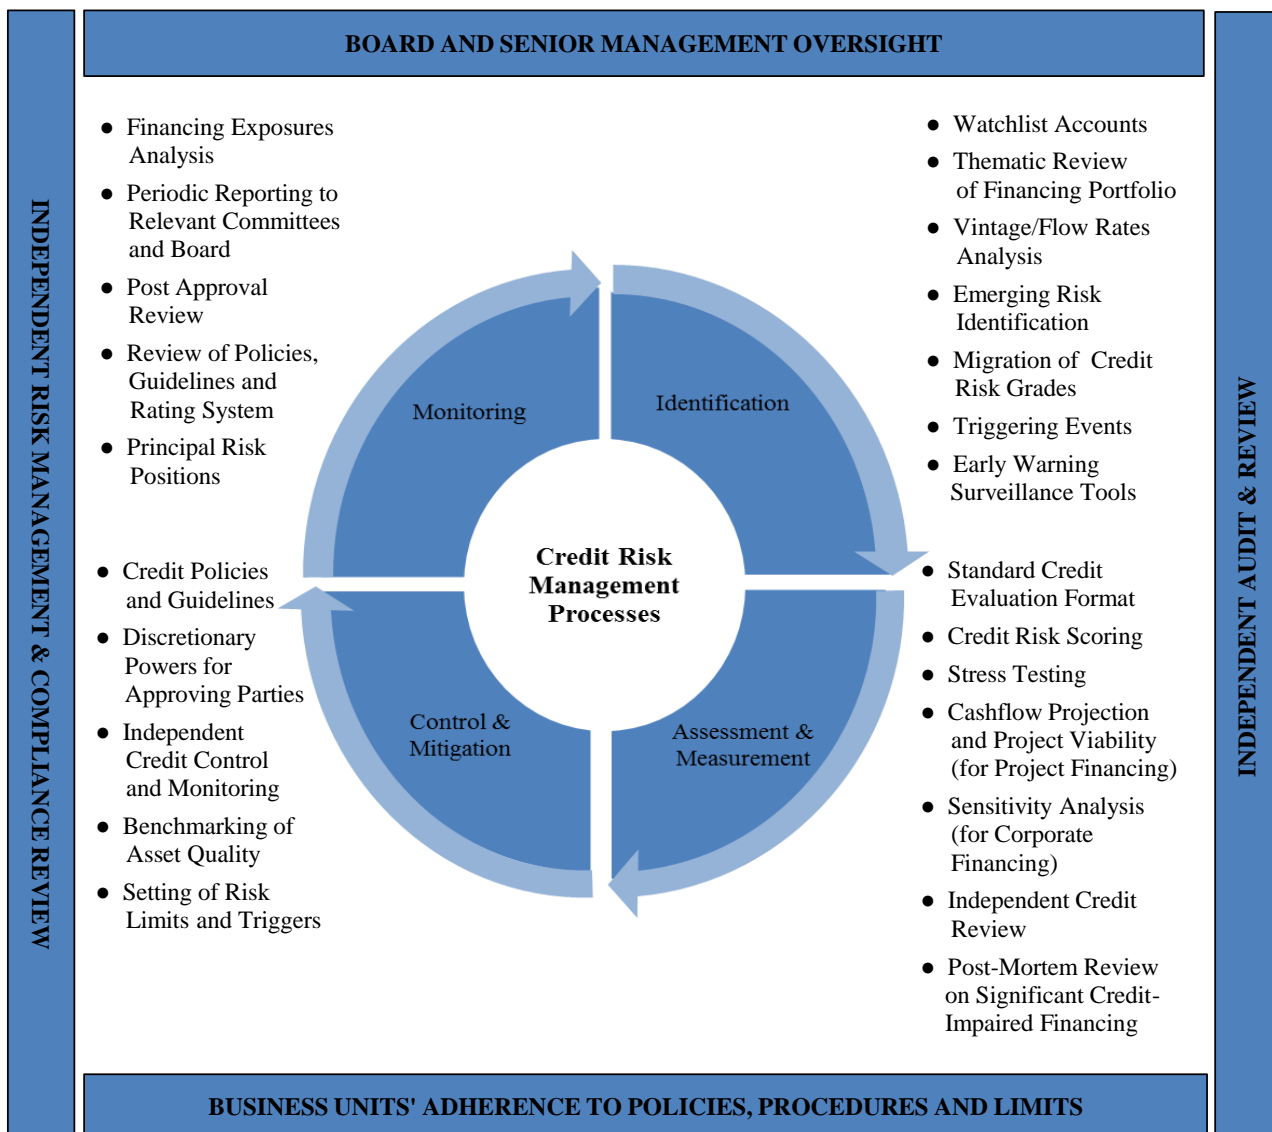 BOARD AND SENIOR MANAGEMENT OVERSIGHT
INDEPENDENT RISK MANAGEMENT & COMPLIANCE REVIEW
● Financing Exposures
Analysis
● Periodic Reporting to
Relevant Committees
and Board
● Post Approval
Review
● Review of Policies,
Guidelines and
Rating System
● Principal Risk
Positions
● Watchlist Accounts
● Thematic Review
of Financing Portfolio
● Vintage/Flow Rates
Analysis
● Emerging Risk
Identification
● Migration of Credit
Risk Grades
● Triggering Events
● Early Warning
Surveillance Tools
Monitoring
Identification
Credit Risk
Management
Processes
Control &
Mitigation
Assessment &
Measurement
● Credit Policies
and Guidelines
● Discretionary
Powers for
Approving Parties
● Independent
Credit Control
and Monitoring
● Benchmarking of
Asset Quality
● Setting of Risk
Limits and Triggers
● Standard Credit
Evaluation Format
● Credit Risk Scoring
● Stress Testing
● Cashflow Projection
and Project Viability
(for Project Financing)
● Sensitivity Analysis
(for Corporate
Financing)
● Independent Credit
Review
● Post-Mortem Review
on Significant Credit-
Impaired Financing
INDEPENDENT AUDIT & REVIEW
BUSINESS UNITS' ADHERENCE TO POLICIES, PROCEDURES AND LIMITS